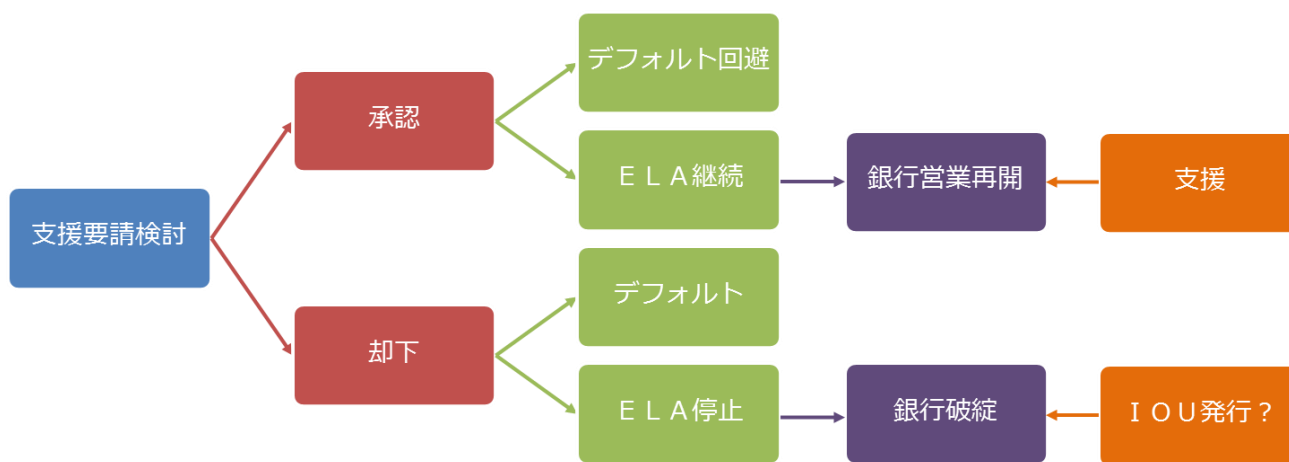 デフォルト回避
承認
ＥＬＡ継続
銀行営業再開
支援
支援要請検討
デフォルト
却下
ＥＬＡ停止
銀行破綻
ＩＯＵ発行？